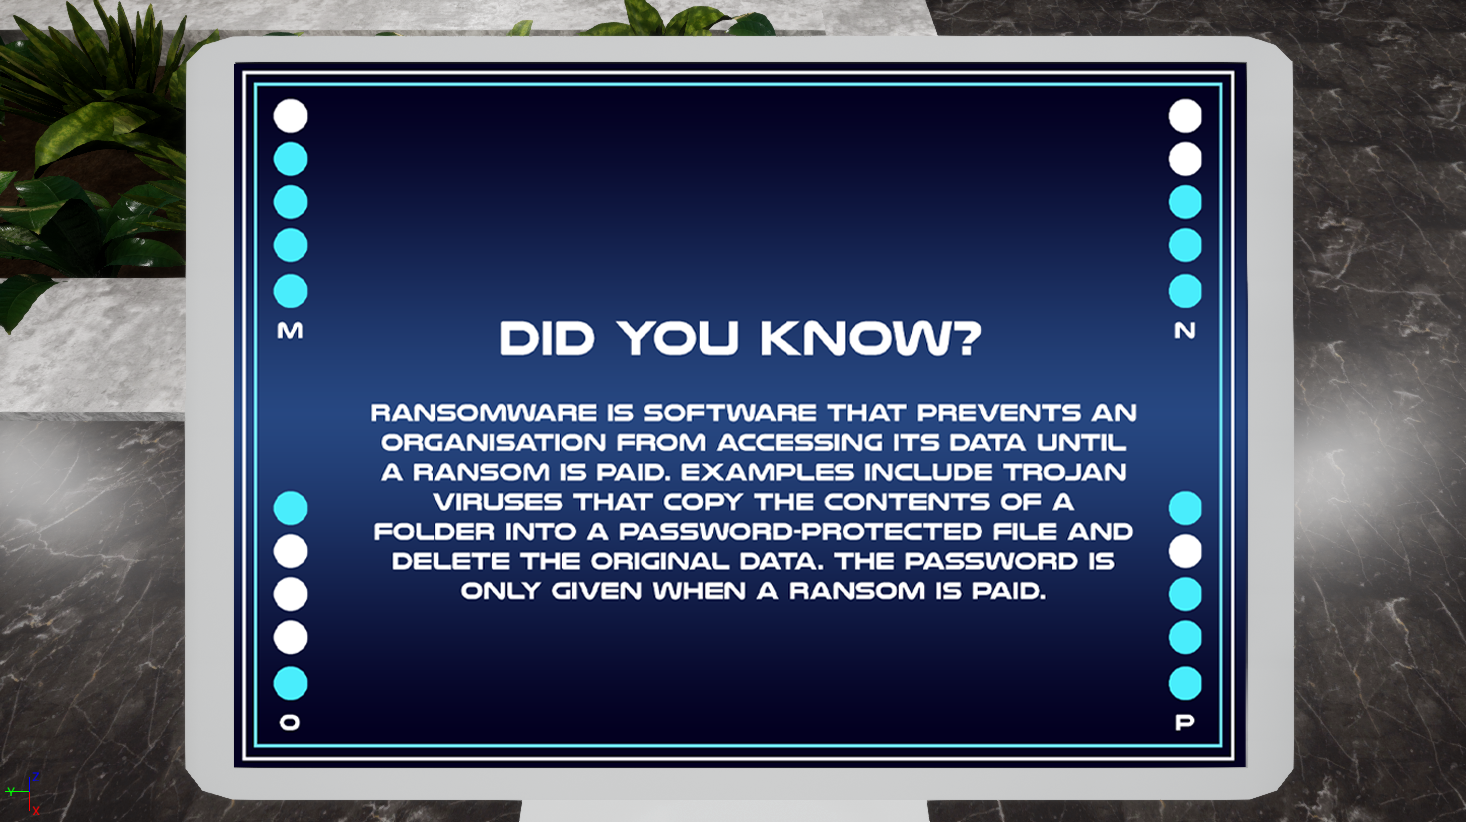 M
N
DID YOU KNOW?
RANSOMWARE IS SOFTWARE THAT PREVENTS AN
ORGANISATION FROM ACCESSING ITS DATA UNTIL
A RANSOM IS PAID. EXAMPLES INCLUDE TROJAN
VIRUSES THAT COPY THE CONTENTS OF A
FOLDER INTO A PASSWORD-PROTECTED FILE AND
DELETE THE ORIGINAL DATA. THE PASSWORD IS
ONLY GIVEN WHEN A RANSOM IS PAID.
O
P
Z
Y
X